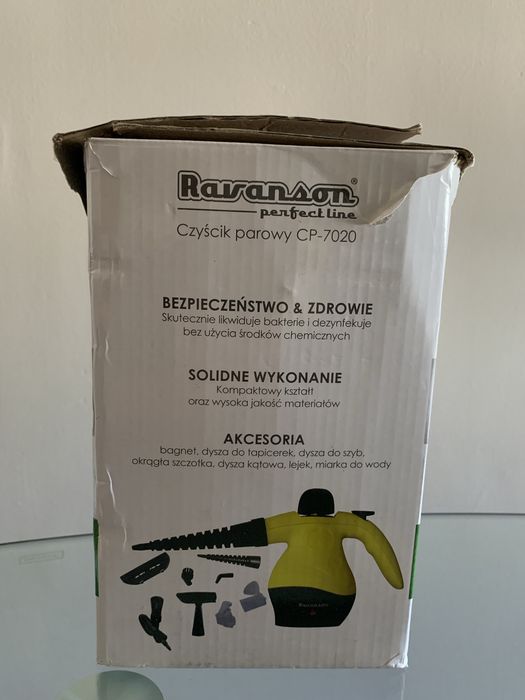 Ravanson®
perfect line
Czyścik parowy CP-7020
BEZPIECZEŃSTWO & ZDROWIE
Skutecznie likwiduje bakterie i dezynfekuje
bez użycia środków chemicznych
SOLIDNE WYKONANIE
Kompaktowy kształt
oraz wysoka jakość materiałów
AKCESORIA
bagnet, dysza do tapicerek, dysza do szyb,
okrągła szczotka, dysza kątowa, lejek, miarka do wody
Ravanson